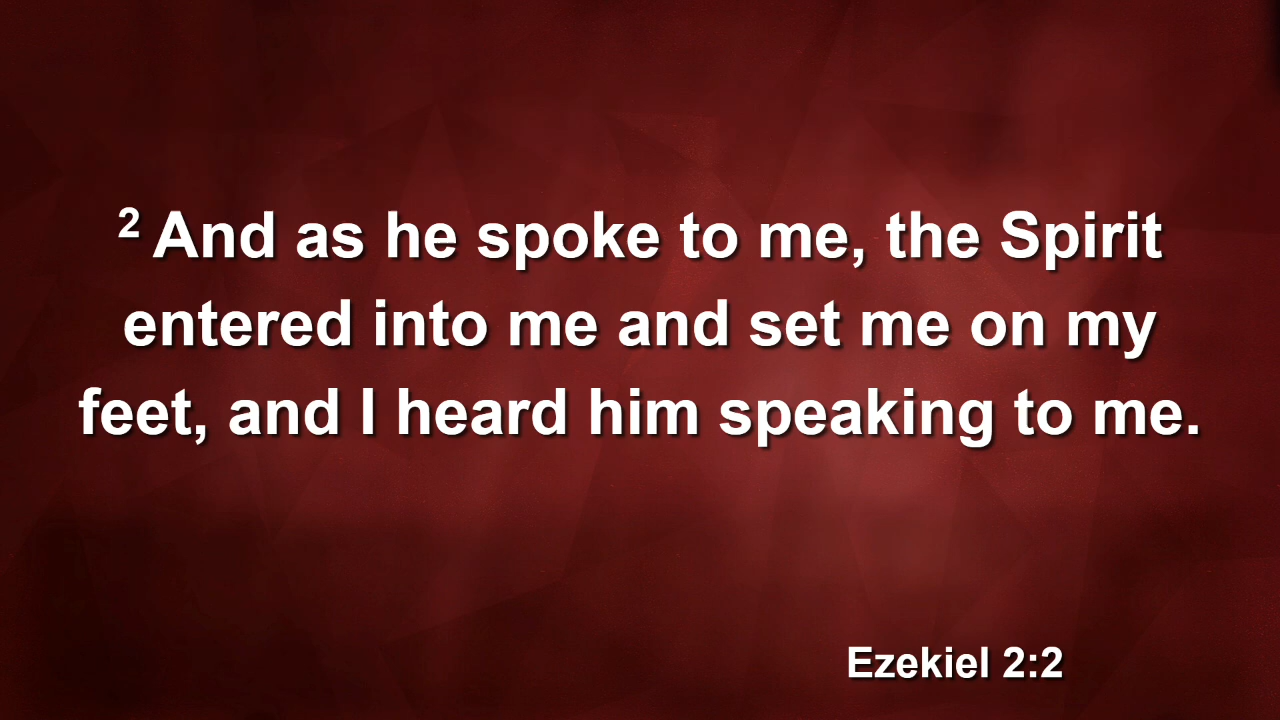 ² And as he spoke to me, the Spirit
entered into me and set me on my
feet, and I heard him speaking to me.
Ezekiel 2:2